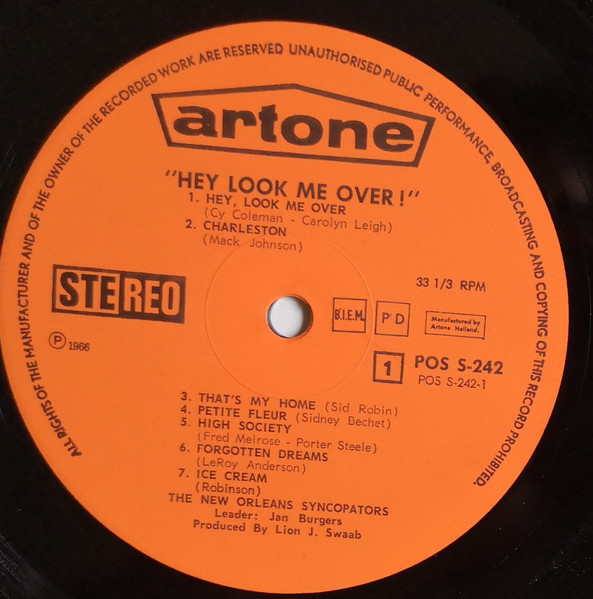 ALL RIGHTS OF THE MANUFACTURER AND OF THE OWNER OF THE RECORDED WORK ARE RESERVED UNAUTHORISED PUBLIC PERFORMANCE, BROADCASTING AND COPYING OF THIS RECORD PROHIBITED.
artone
"HEY LOOK ME OVER!"
1. HEY, LOOK ME OVER
(Cy Coleman - Carolyn Leigh)
2. CHARLESTON
(Mack Johnson)
33 1/3 RPM
STEREO
B.I.E.M.
PD
Manufactured by
Artone Holland.
℗ 1966
1
POS S-242
POS S-242-1
3. THAT'S MY HOME (Sid Robin)
4. PETITE FLEUR (Sidney Bechet)
5. HIGH SOCIETY
(Fred Melrose - Porter Steele)
6. FORGOTTEN DREAMS
(LeRoy Anderson)
7. ICE CREAM
(Robinson)
THE NEW ORLEANS SYNCOPATORS
Leader: Jan Burgers
Produced By Lion J. Swaab